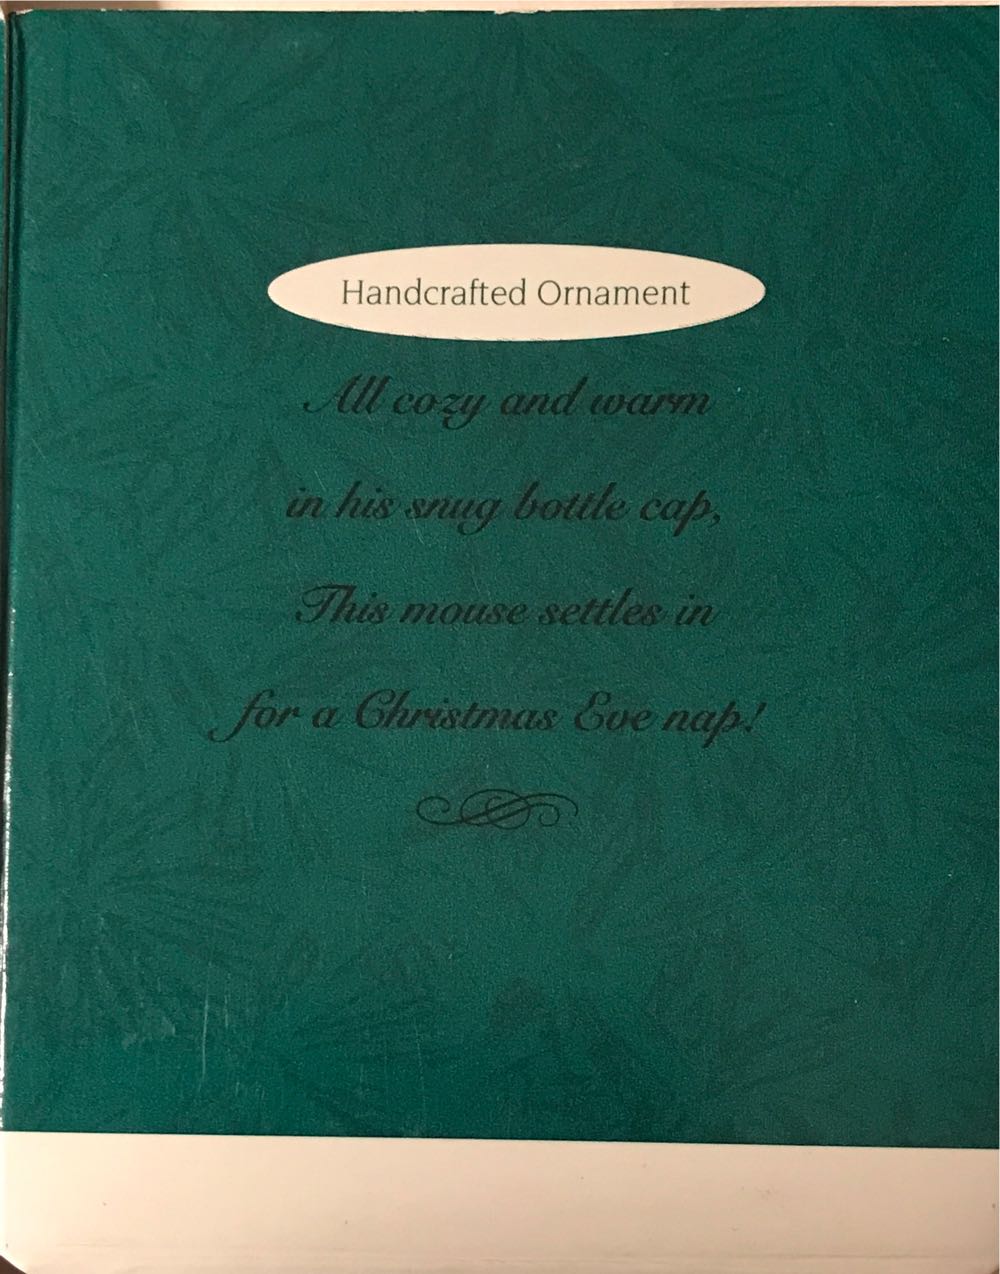 Handcrafted Ornament
All cozy and warm
in his snug bottle cap,
This mouse settles in
for a Christmas Eve nap!